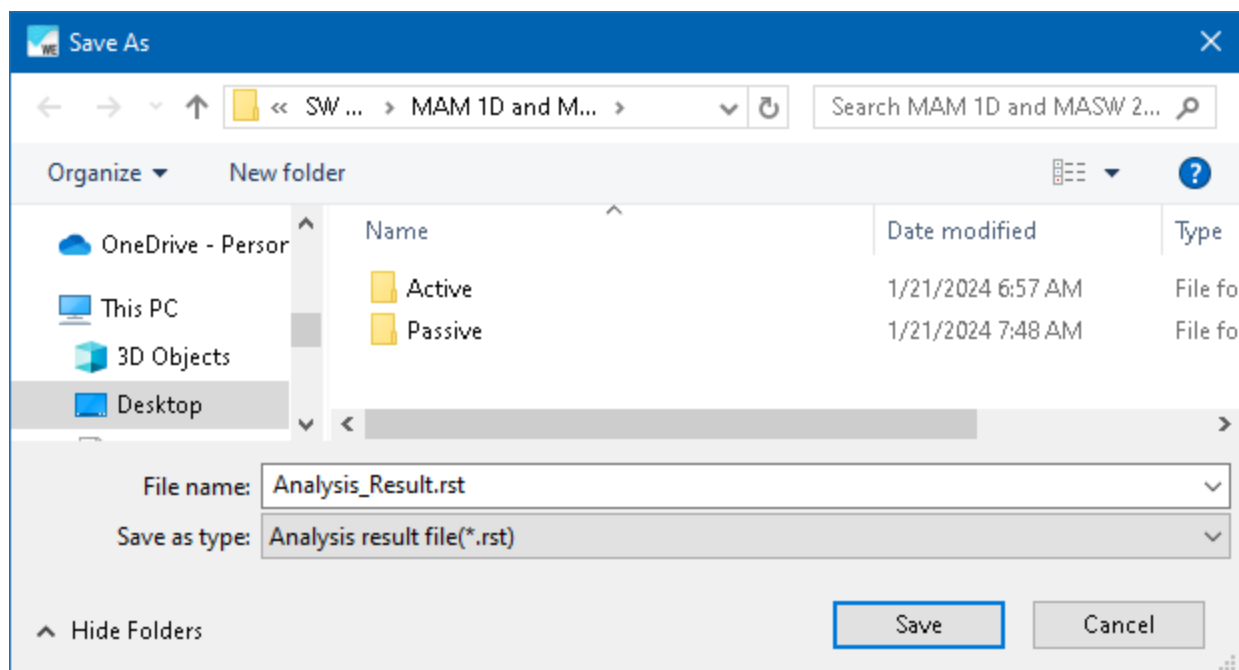 WE Save As
« SW ... > MAM 1D and M... > Search MAM 1D and MASW 2...
Organize New folder ?
Name Date modified Type
OneDrive - Person
This PC
3D Objects
Desktop
Active 1/21/2024 6:57 AM File fo
Passive 1/21/2024 7:48 AM File fo
File name: Analysis_Result.rst
Save as type: Analysis result file(*.rst)
Hide Folders Save Cancel